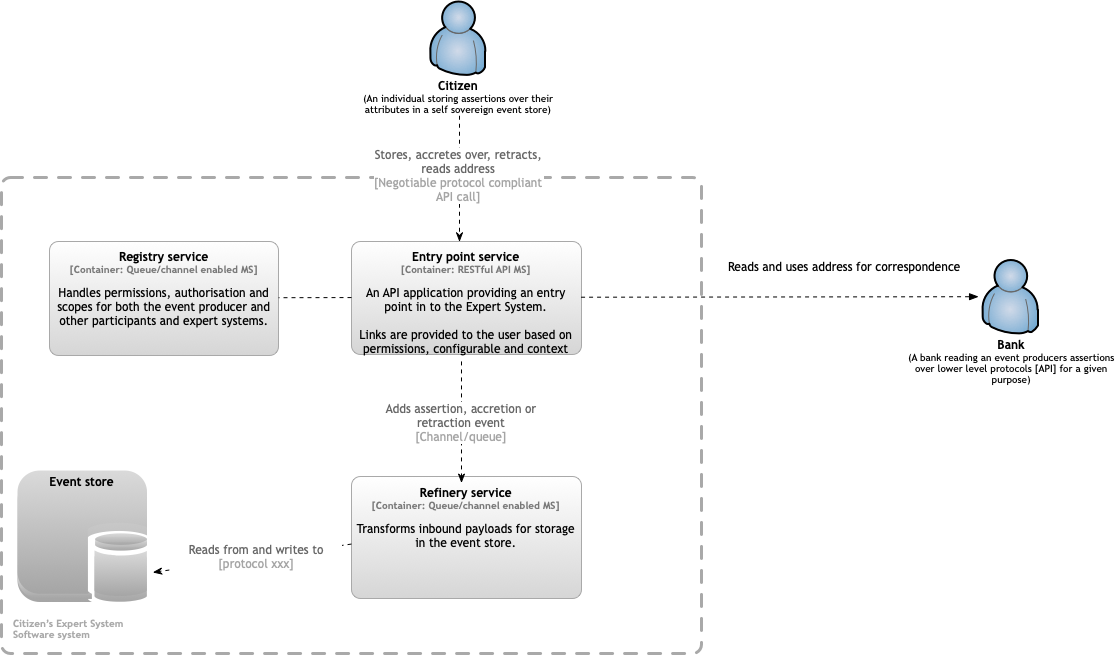 Citizen
(An individual storing assertions over their
attributes in a self sovereign event store)
Stores, accretes over, retracts,
reads address
[Negotiable protocol compliant
API call]
Registry service
[Container: Queue/channel enabled MS]
Handles permissions, authorisation and
scopes for both the event producer and
other participants and expert systems.
Entry point service
[Container: RESTful API MS]
An API application providing an entry
point in to the Expert System.
Links are provided to the user based on
permissions, configurable and context
Reads and uses address for correspondence
Bank
(A bank reading an event producers assertions
over lower level protocols [API] for a given
purpose)
Adds assertion, accretion or
retraction event
[Channel/queue]
Event store
Refinery service
[Container: Queue/channel enabled MS]
Transforms inbound payloads for storage
in the event store.
Reads from and writes to
[protocol xxx]
Citizen's Expert System
Software system